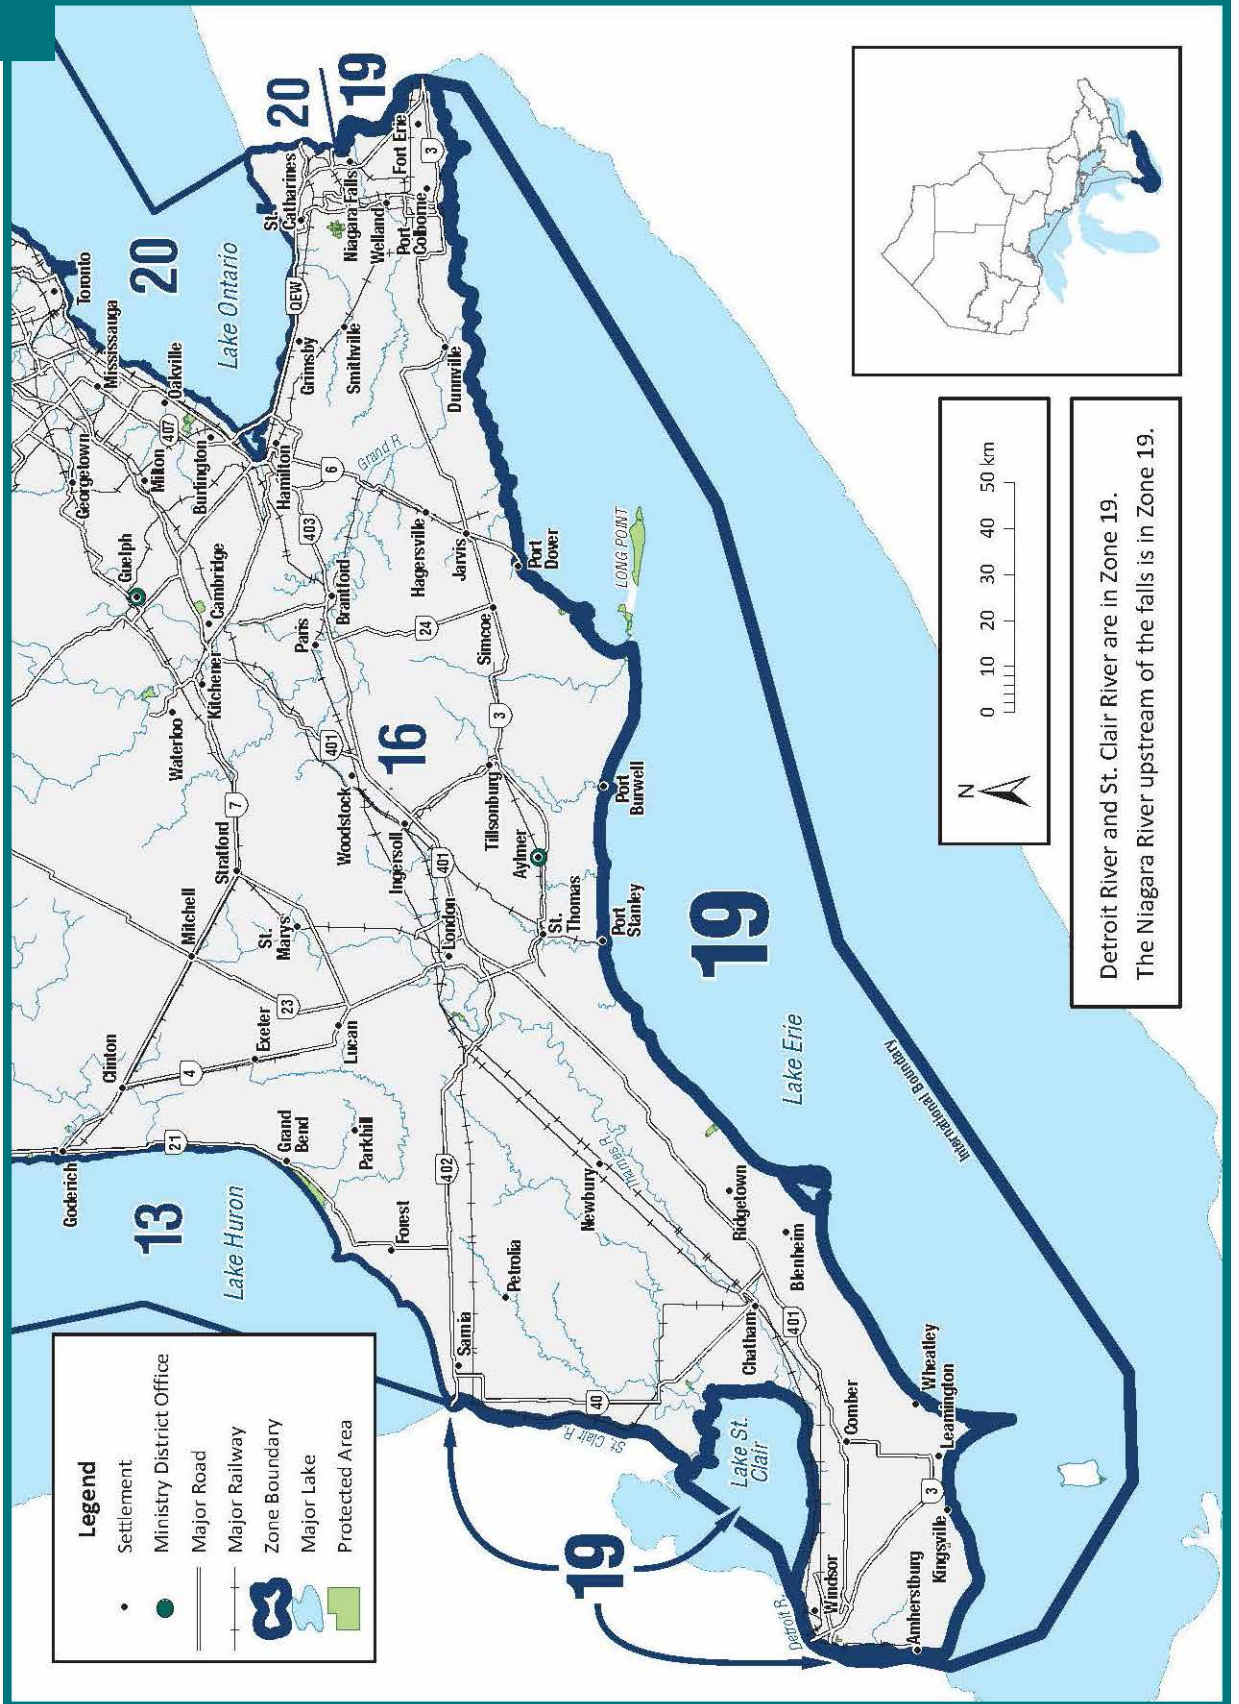 Legend
Settlement
Ministry District Office
Major Road
Major Railway
Zone Boundary
Major Lake
Protected Area
13
Lake Huron
Goderich
21
Clinton
4
Exeter
23
Lucan
Grand
Bend
Parkhill
Forest
402
Sarnia
Petrolia
40
St. Clair R.
Mitchell
Stratford
7
St.
Marys
Waterloo
Kitchener
Guelph
Cambridge
Georgetown
Milton
Mississauga
Toronto
Oakville
407
Burlington
Hamilton
20
Lake Ontario
QEW
Grimsby
Smithville
St.
Catharines
20
19
Niagara Falls
Welland
Port
Colborne
Fort Erie
3
Dunnville
Grand R.
6
403
Hagersville
Jarvis
Brantford
Paris
24
Simcoe
Port
Dover
LONG POINT
401
16
Woodstock
Ingersoll
3
Tillsonburg
Aylmer
401
London
St.
Thomas
Port
Burwell
Port
Stanley
Newbury
Thames R.
Ridgetown
Blenheim
Chatham
401
19
Lake Erie
International Boundary
Lake St.
Clair
19
Detroit R.
Windsor
Comber
Wheatley
Leamington
3
Kingsville
Amherstburg
N
0 10 20 30 40 50 km
Detroit River and St. Clair River are in Zone 19.
The Niagara River upstream of the falls is in Zone 19.